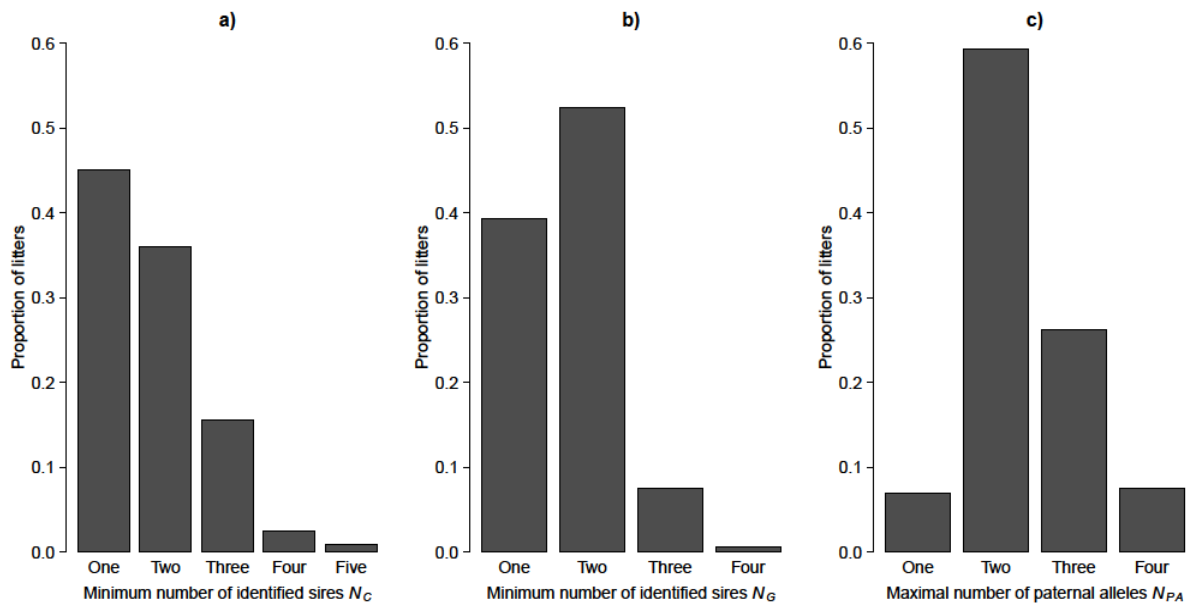 a)
Proportion of litters
0.6
0.5
0.4
0.3
0.2
0.1
0.0
One Two Three Four Five
Minimum number of identified sires N_C
b)
Proportion of litters
0.6
0.5
0.4
0.3
0.2
0.1
0.0
One Two Three Four
Minimum number of identified sires N_G
c)
Proportion of litters
0.6
0.5
0.4
0.3
0.2
0.1
0.0
One Two Three Four
Maximal number of paternal alleles N_PA